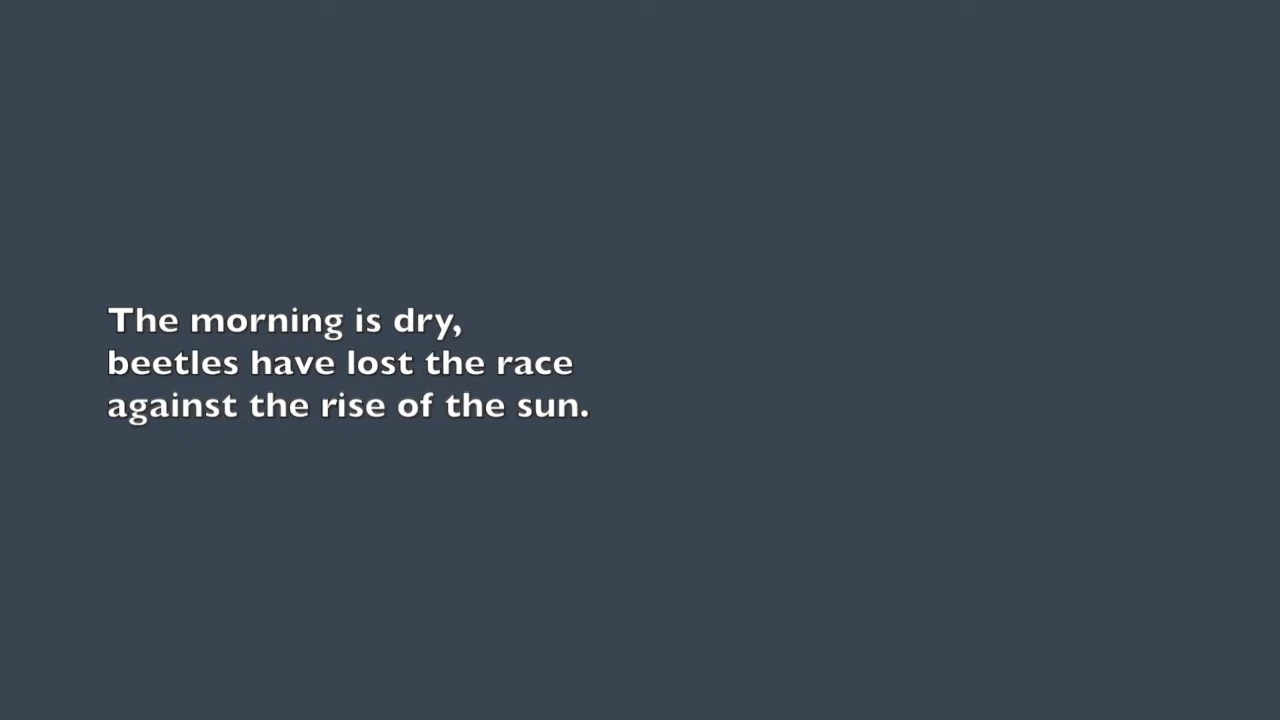 The morning is dry,
beetles have lost the race
against the rise of the sun.